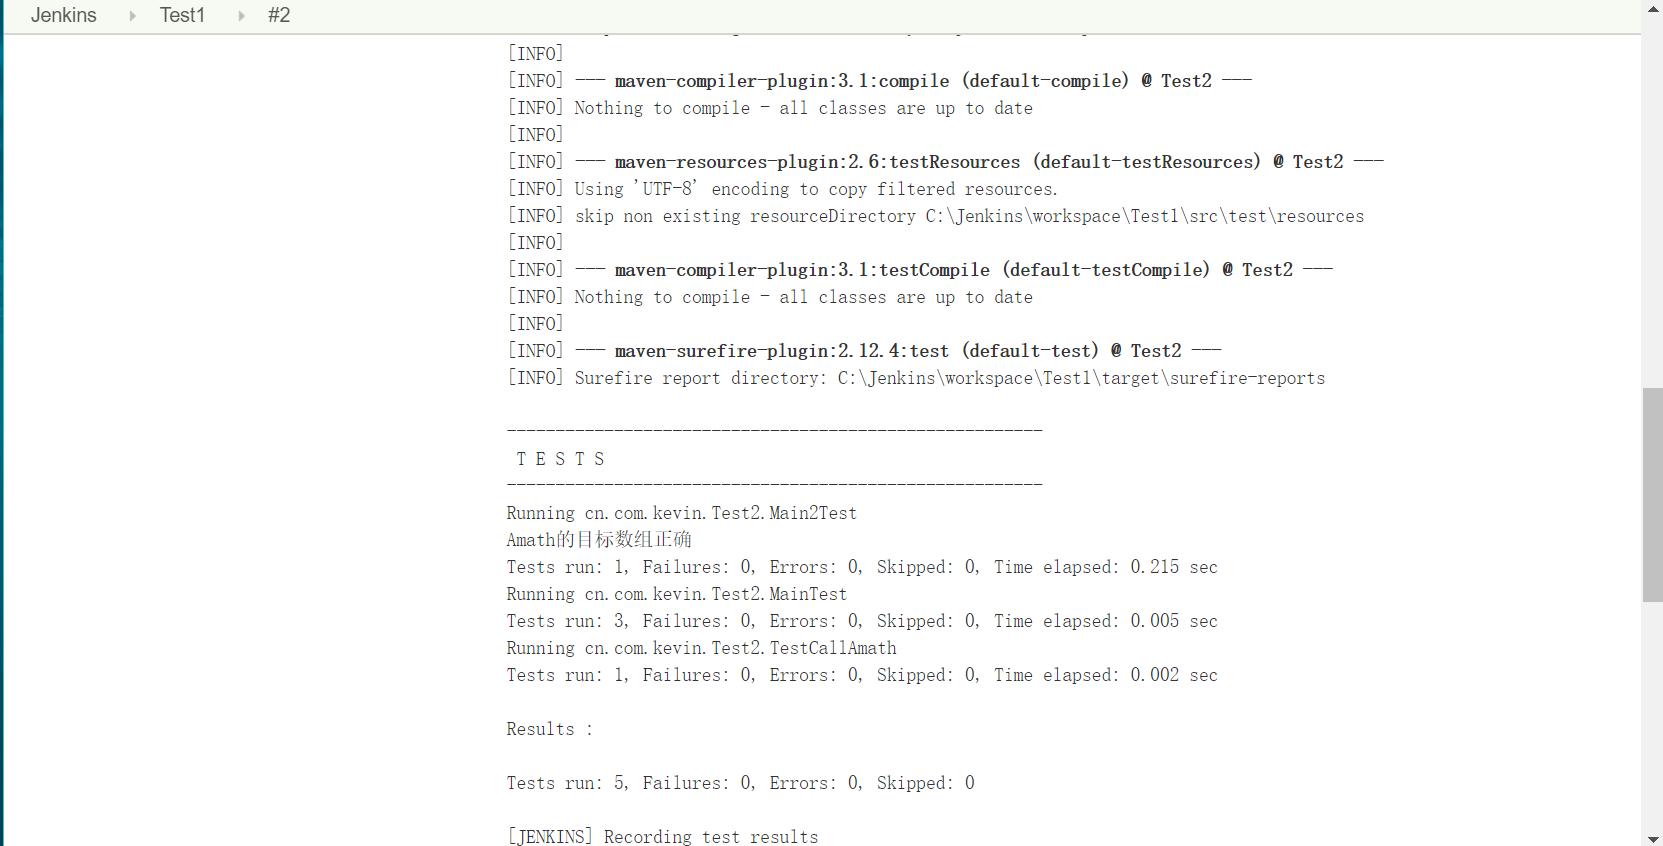 Jenkins Test1 #2
[INFO]
[INFO] --- maven-compiler-plugin:3.1:compile (default-compile) @ Test2 ---
[INFO] Nothing to compile - all classes are up to date
[INFO]
[INFO] --- maven-resources-plugin:2.6:testResources (default-testResources) @ Test2 ---
[INFO] Using 'UTF-8' encoding to copy filtered resources.
[INFO] skip non existing resourceDirectory C:\Jenkins\workspace\Test1\src\test\resources
[INFO]
[INFO] --- maven-compiler-plugin:3.1:testCompile (default-testCompile) @ Test2 ---
[INFO] Nothing to compile - all classes are up to date
[INFO]
[INFO] --- maven-surefire-plugin:2.12.4:test (default-test) @ Test2 ---
[INFO] Surefire report directory: C:\Jenkins\workspace\Test1\target\surefire-reports
-------------------------------------------------------
T E S T S
-------------------------------------------------------
Running cn.com.kevin.Test2.Main2Test
Amath的目标数组正确
Tests run: 1, Failures: 0, Errors: 0, Skipped: 0, Time elapsed: 0.215 sec
Running cn.com.kevin.Test2.MainTest
Tests run: 3, Failures: 0, Errors: 0, Skipped: 0, Time elapsed: 0.005 sec
Running cn.com.kevin.Test2.TestCallAmath
Tests run: 1, Failures: 0, Errors: 0, Skipped: 0, Time elapsed: 0.002 sec
Results :
Tests run: 5, Failures: 0, Errors: 0, Skipped: 0
[JENKINS] Recording test results